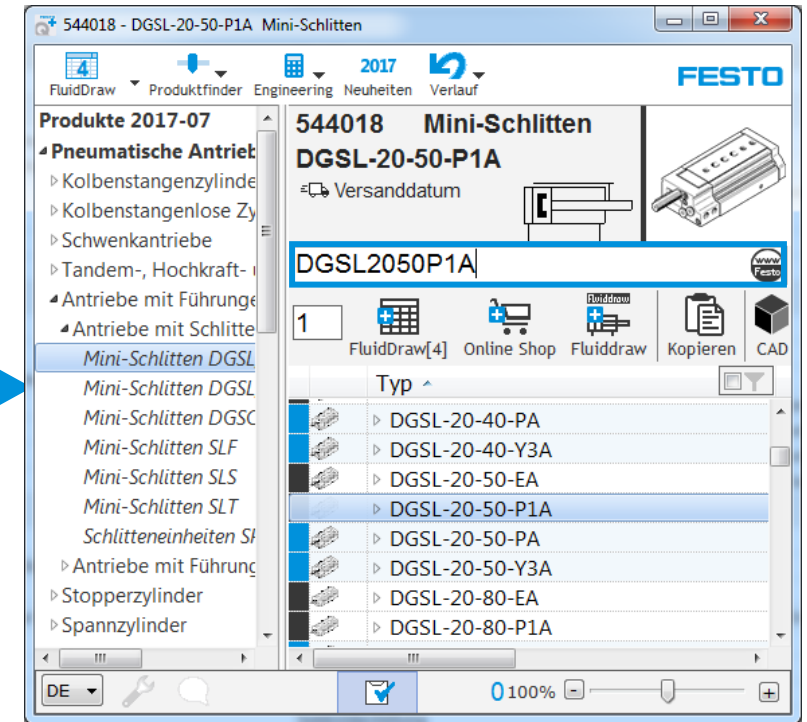 544018 - DGSL-20-50-P1A Mini-Schlitten
4
FluidDraw Produktfinder Engineering 2017 Neuheiten Verlauf
FESTO
Produkte 2017-07
Pneumatische Antrieb
Kolbenstangenzylinde
Kolbenstangenlose Zy
Schwenkantriebe
Tandem-, Hochkraft-
Antriebe mit Führunge
Antriebe mit Schlitte
Mini-Schlitten DGSL
Mini-Schlitten DGSL
Mini-Schlitten DGSC
Mini-Schlitten SLF
Mini-Schlitten SLS
Mini-Schlitten SLT
Schlitteneinheiten SP
Antriebe mit Führung
Stopperzylinder
Spannzylinder
544018 Mini-Schlitten
DGSL-20-50-P1A
Versanddatum
DGSL2050P1A
www Festo
1
Fluiddraw
FluidDraw[4] Online Shop Fluiddraw Kopieren CAD
Typ
DGSL-20-40-PA
DGSL-20-40-Y3A
DGSL-20-50-EA
DGSL-20-50-P1A
DGSL-20-50-PA
DGSL-20-50-Y3A
DGSL-20-80-EA
DGSL-20-80-P1A
DE
0 100%